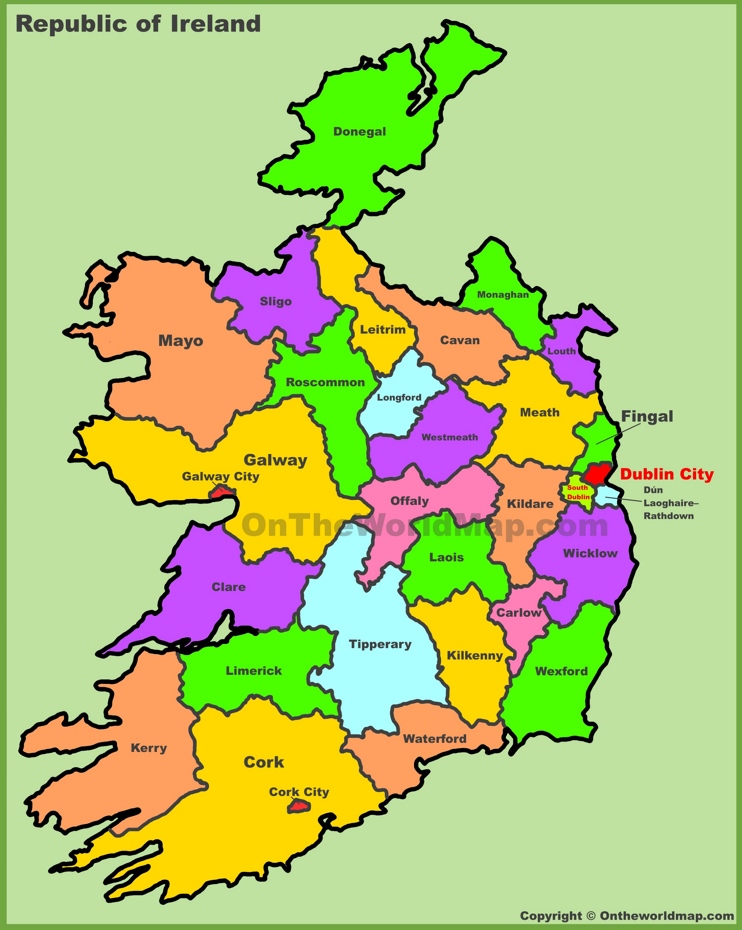 Republic of Ireland
Donegal
Monaghan
Sligo
Leitrim
Cavan
Mayo
Louth
Roscommon
Longford
Meath
Fingal
Westmeath
Galway
Galway City
Dublin City
South
Dublin
Dún
Laoghaire–
Rathdown
Offaly
Kildare
OnTheWorldMap.com
Laois
Wicklow
Clare
Carlow
Tipperary
Kilkenny
Limerick
Wexford
Kerry
Waterford
Cork
Cork City
Copyright © Ontheworldmap.com